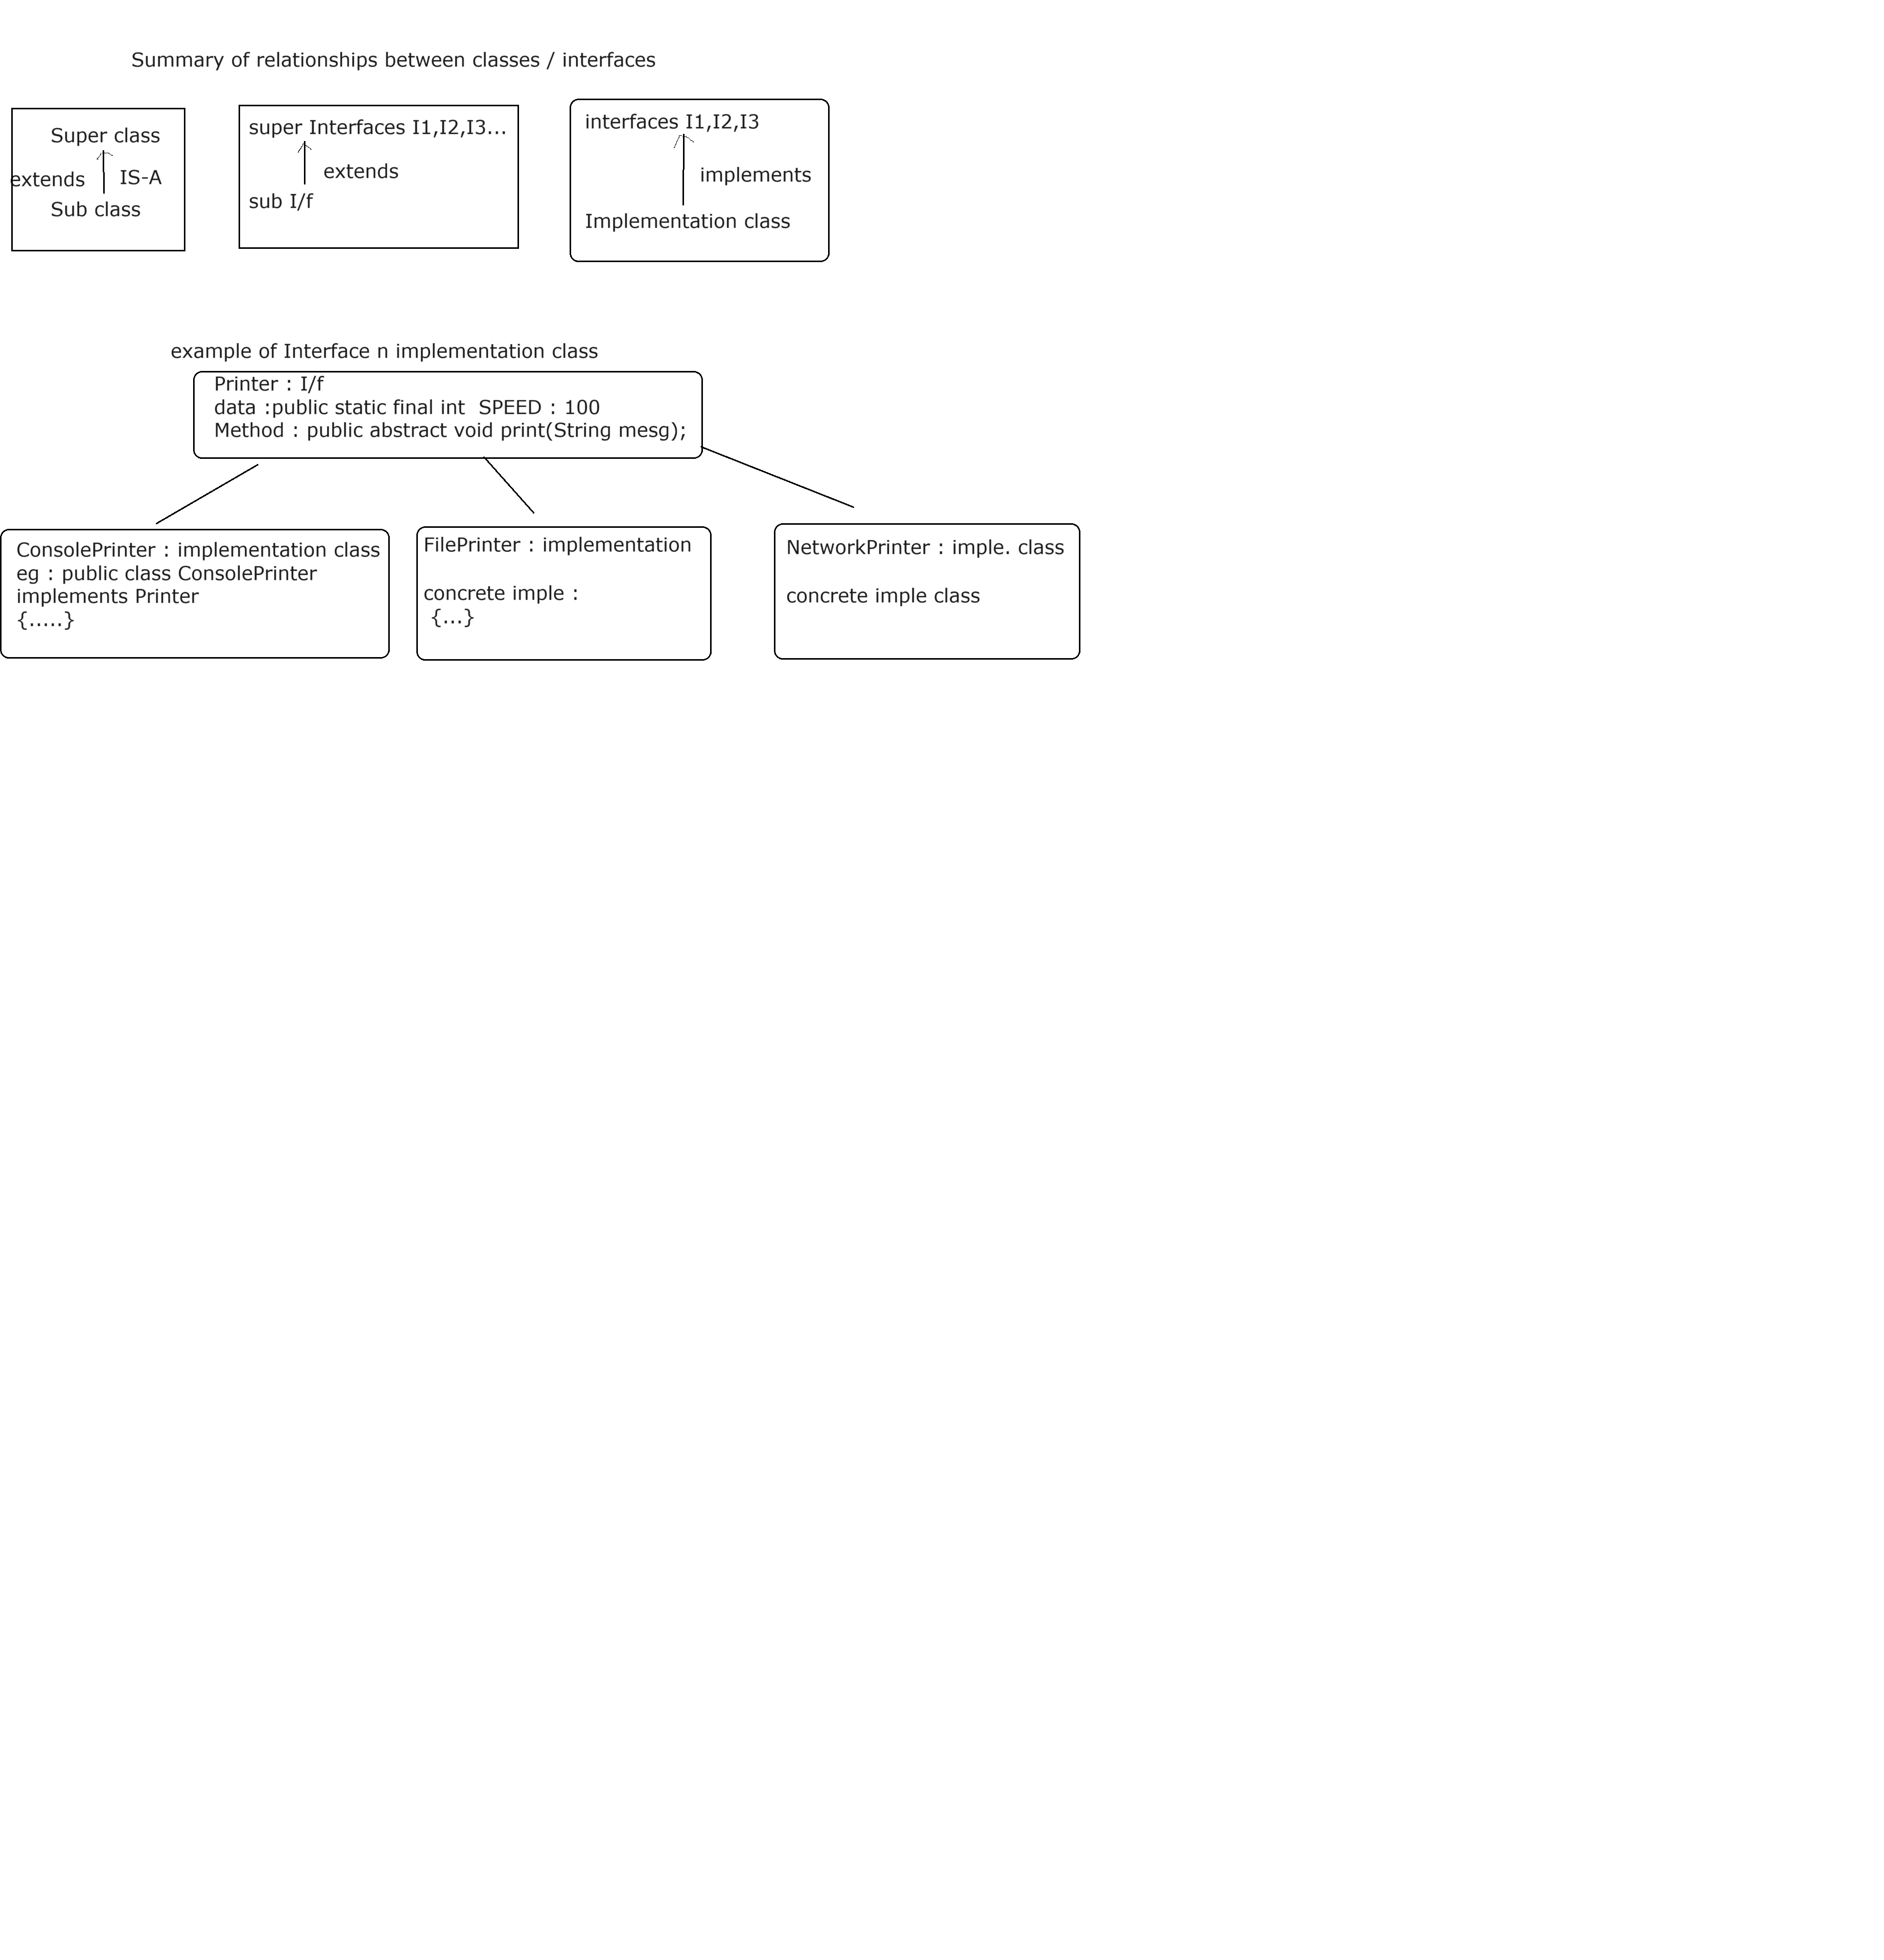 Summary of relationships between classes / interfaces
Super class
extends
IS-A
Sub class
super Interfaces I1,I2,I3...
extends
sub I/f
interfaces I1,I2,I3
implements
Implementation class
example of Interface n implementation class
Printer : I/f
data :public static final int  SPEED : 100
Method : public abstract void print(String mesg);
ConsolePrinter : implementation class
eg : public class ConsolePrinter
implements Printer
{.....}
FilePrinter : implementation
concrete imple :
{...}
NetworkPrinter : imple. class
concrete imple class